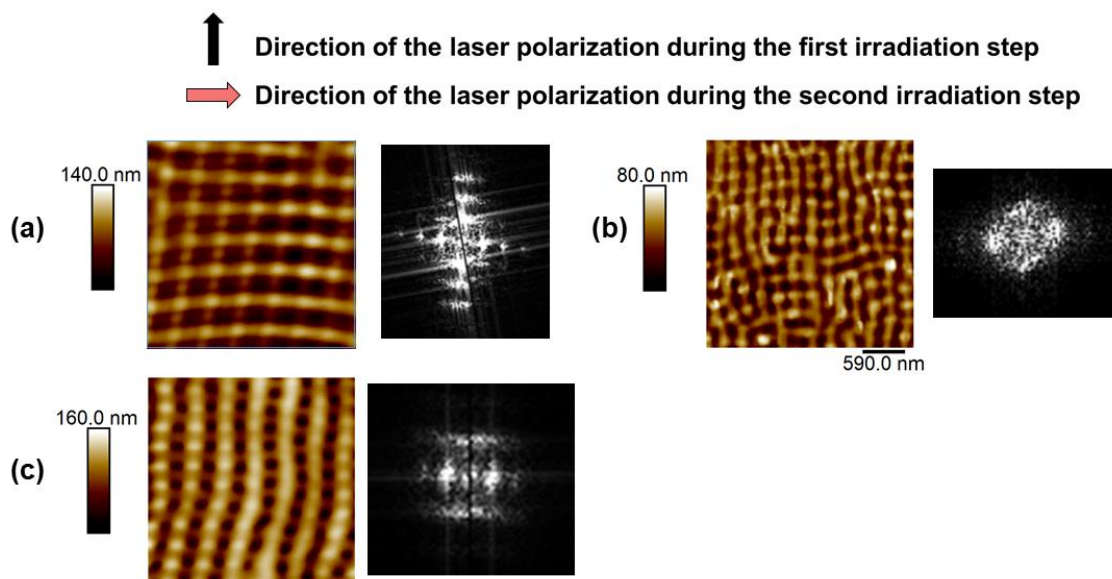 Direction of the laser polarization during the first irradiation step
Direction of the laser polarization during the second irradiation step
140.0 nm
80.0 nm
(a)
(b)
590.0 nm
160.0 nm
(c)